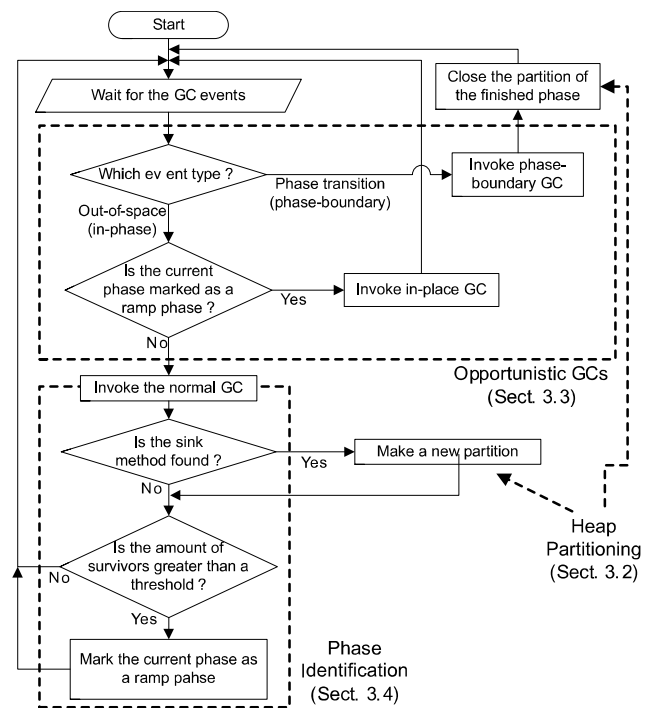 Start
Wait for the GC events
Close the partition of
the finished phase
Which ev ent type ?
Phase transition
(phase-boundary)
Invoke phase-
boundary GC
Out-of-space
(in-phase)
Is the current
phase marked as a
ramp phase ?
Yes
Invoke in-place GC
No
Opportunistic GCs
(Sect. 3.3)
Invoke the normal GC
Is the sink
method found ?
Yes
Make a new partition
No
Heap
Partitioning
(Sect. 3.2)
Is the amount of
survivors greater than a
threshold ?
No
Yes
Mark the current phase as
a ramp pahse
Phase
Identification
(Sect. 3.4)